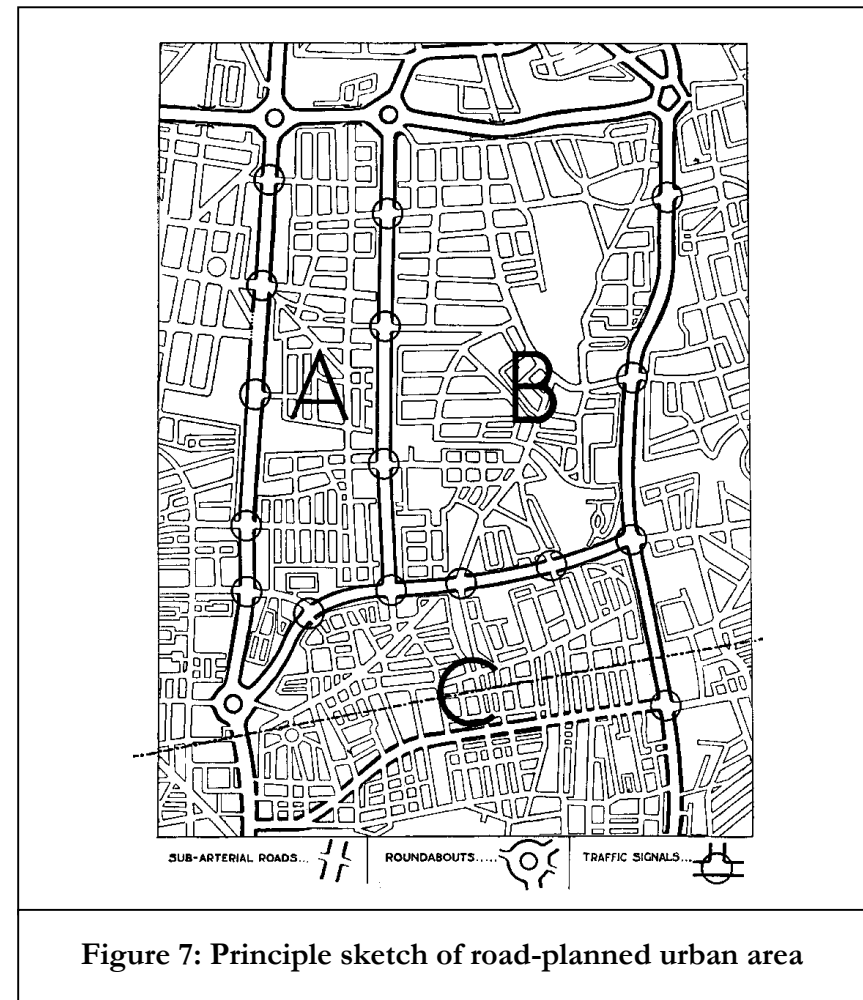 A
B
C
SUB-ARTERIAL ROADS...
ROUNDABOUTS.....
TRAFFIC SIGNALS...
Figure 7: Principle sketch of road-planned urban area